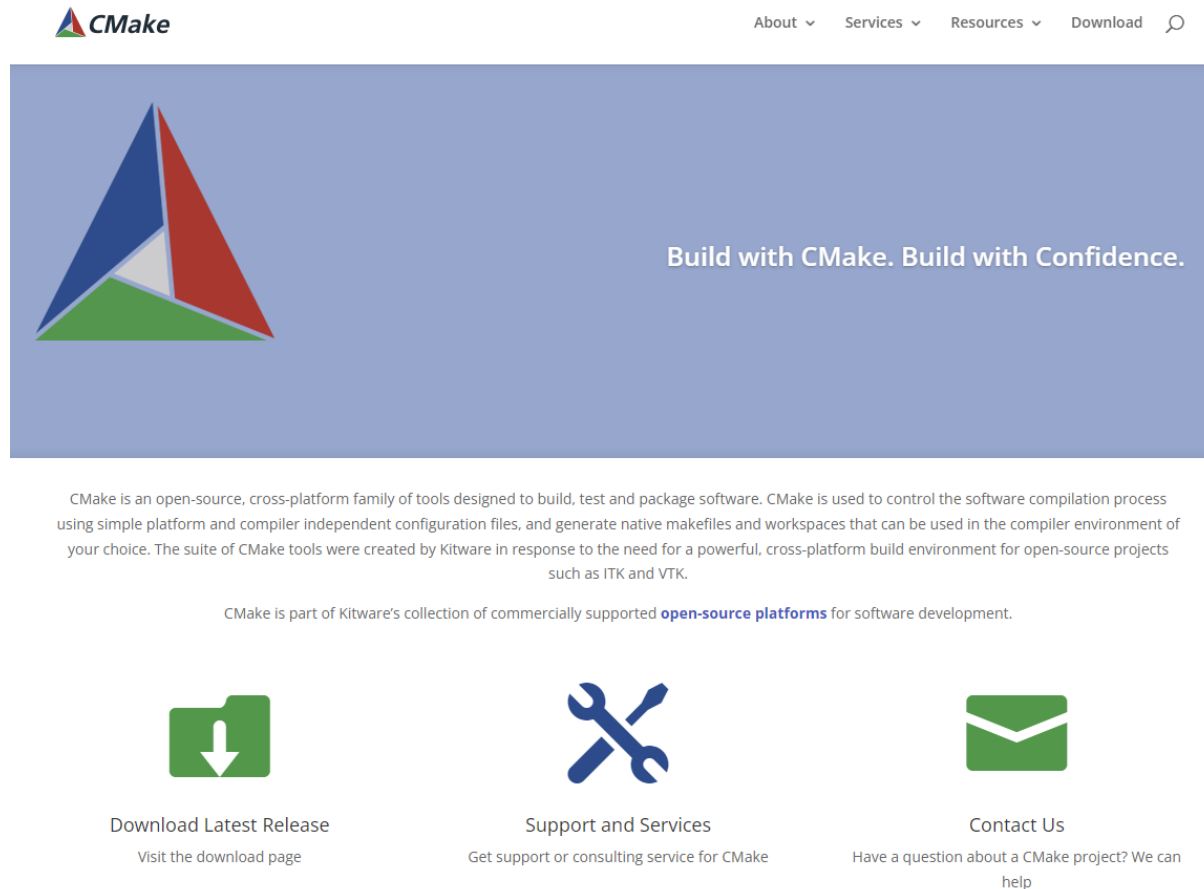 CMake
About
Services
Resources
Download
Build with CMake. Build with Confidence.
CMake is an open-source, cross-platform family of tools designed to build, test and package software. CMake is used to control the software compilation process
using simple platform and compiler independent configuration files, and generate native makefiles and workspaces that can be used in the compiler environment of
your choice. The suite of CMake tools were created by Kitware in response to the need for a powerful, cross-platform build environment for open-source projects
such as ITK and VTK.
CMake is part of Kitware's collection of commercially supported open-source platforms for software development.
Download Latest Release
Visit the download page
Support and Services
Get support or consulting service for CMake
Contact Us
Have a question about a CMake project? We can
help